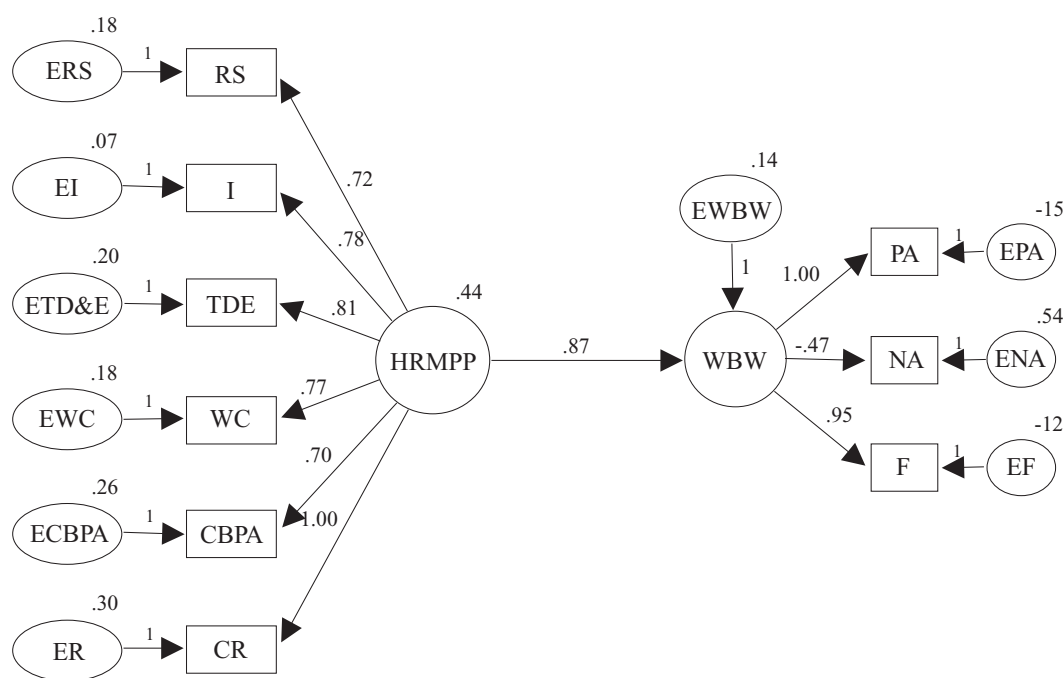 .18
ERS
1
RS
.07
EI
1
I
.20
ETD&E
1
TDE
.18
EWC
1
WC
.26
ECBPA
1
CBPA
.30
ER
1
CR
.72
.78
.81
.77
.70
1.00
.44
HRMPP
.87
.14
EWBW
1
WBW
1.00
-.47
.95
PA
1
-15
EPA
NA
1
.54
ENA
F
1
-12
EF